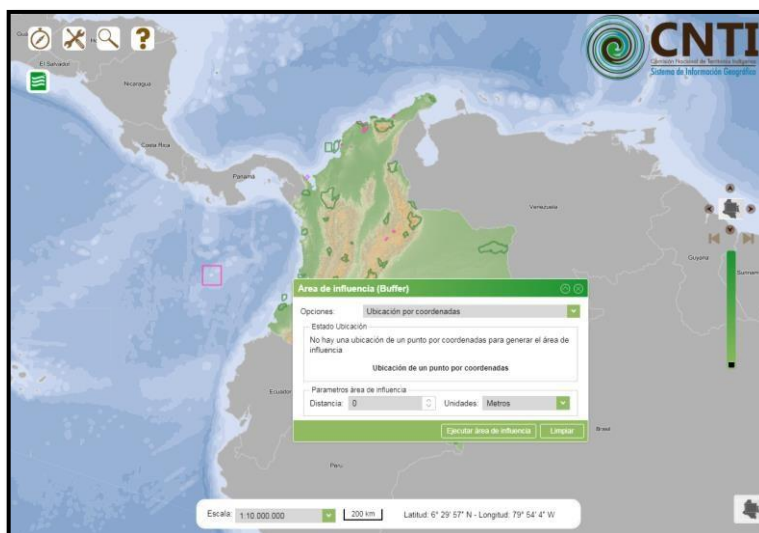 CNTI
Comisión Nacional de Territorios Indígenas
Sistema de Información Geográfica
?
El Salvador
Nicaragua
Costa Rica
Panama
Venezuela
Guyana
Area de influencia (Buffer)
Opciones: Ubicación por coordenadas
Estado Ubicación
No hay una ubicación de un punto por coordenadas para generar el área de
influencia
Ubicación de un punto por coordenadas
Parametros área de influencia
Distancia: 0 Unidades: Metros
Ejecutar área de influencia Limpiar
Ecuador
Brasil
Peru
Escala: 1:10.000.000 200 km Latitud: 6° 29' 57" N - Longitud: 79° 54' 4" W